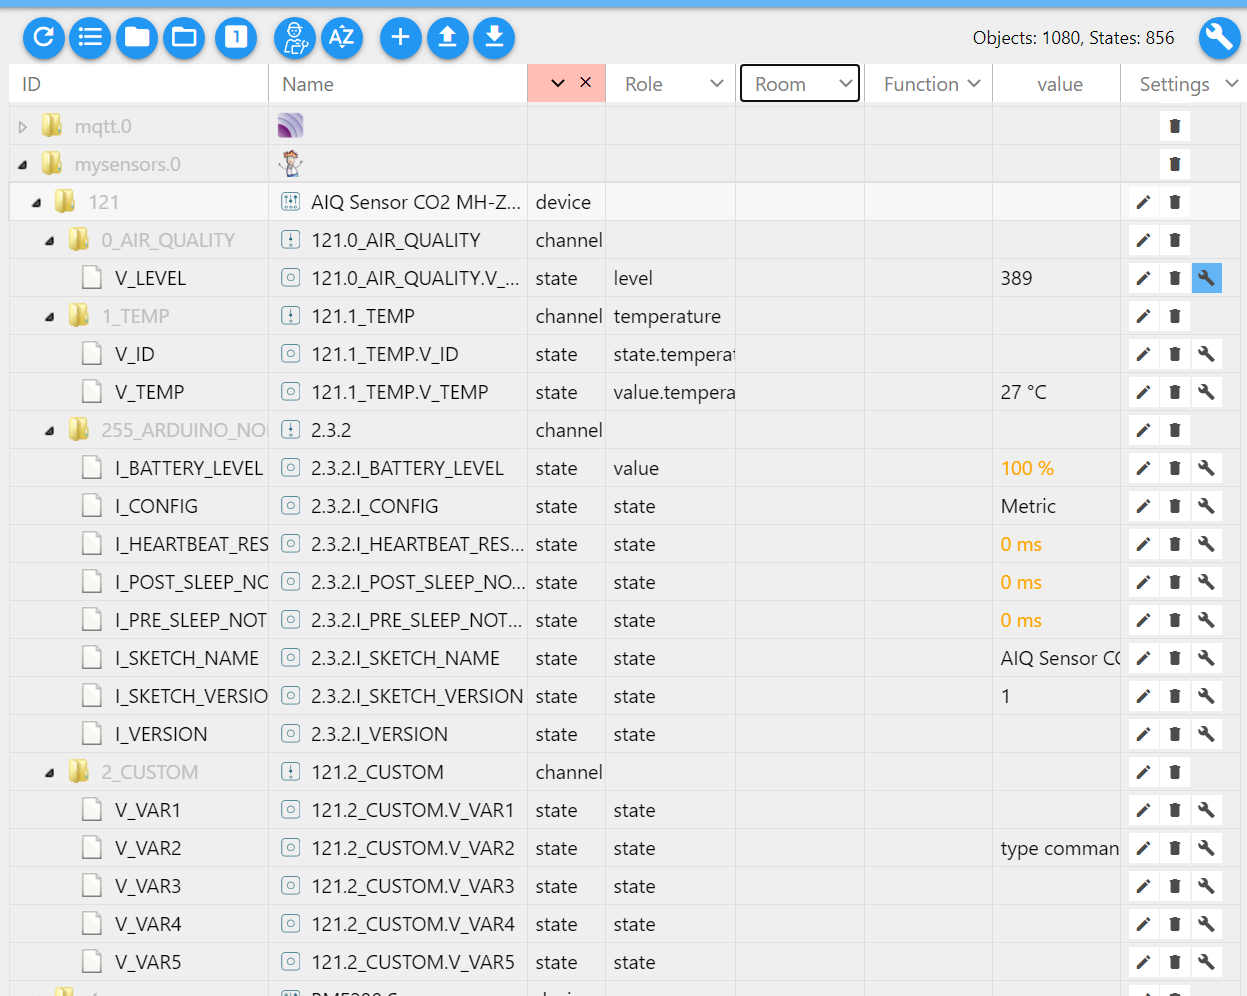 1 AZ Objects: 1080, States: 856
ID Name Role Room Function value Settings
mqtt.0
mysensors.0
121 AIQ Sensor CO2 MH-Z... device
0_AIR_QUALITY 121.0_AIR_QUALITY channel
V_LEVEL 121.0_AIR_QUALITY.V_... state level 389
1_TEMP 121.1_TEMP channel temperature
V_ID 121.1_TEMP.V_ID state state.tempera
V_TEMP 121.1_TEMP.V_TEMP state value.tempera 27 °C
255_ARDUINO_NO 2.3.2 channel
I_BATTERY_LEVEL 2.3.2.I_BATTERY_LEVEL state value 100 %
I_CONFIG 2.3.2.I_CONFIG state state Metric
I_HEARTBEAT_RES 2.3.2.I_HEARTBEAT_RES... state state 0 ms
I_POST_SLEEP_NO 2.3.2.I_POST_SLEEP_NO... state state 0 ms
I_PRE_SLEEP_NOT 2.3.2.I_PRE_SLEEP_NOT... state state 0 ms
I_SKETCH_NAME 2.3.2.I_SKETCH_NAME state state AIQ Sensor CO
I_SKETCH_VERSIO 2.3.2.I_SKETCH_VERSION state state 1
I_VERSION 2.3.2.I_VERSION state state
2_CUSTOM 121.2_CUSTOM channel
V_VAR1 121.2_CUSTOM.V_VAR1 state state
V_VAR2 121.2_CUSTOM.V_VAR2 state state type comman
V_VAR3 121.2_CUSTOM.V_VAR3 state state
V_VAR4 121.2_CUSTOM.V_VAR4 state state
V_VAR5 121.2_CUSTOM.V_VAR5 state state